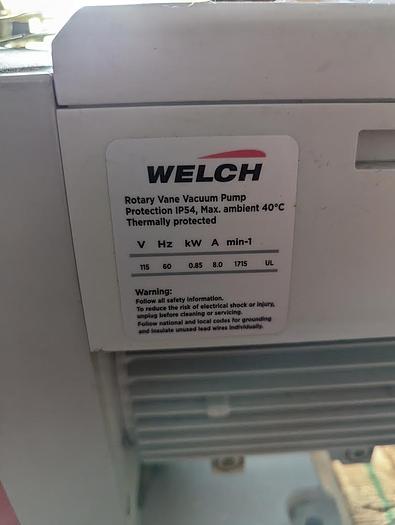 WELCH
Rotary Vane Vacuum Pump
Protection IP54, Max. ambient 40°C
Thermally protected
V Hz kW A min-1
115 60 0.85 8.0 1715 UL
Warning:
Follow all safety information.
To reduce the risk of electrical shock or injury,
unplug before cleaning or servicing.
Follow national and local codes for grounding
and insulate unused lead wires individually.